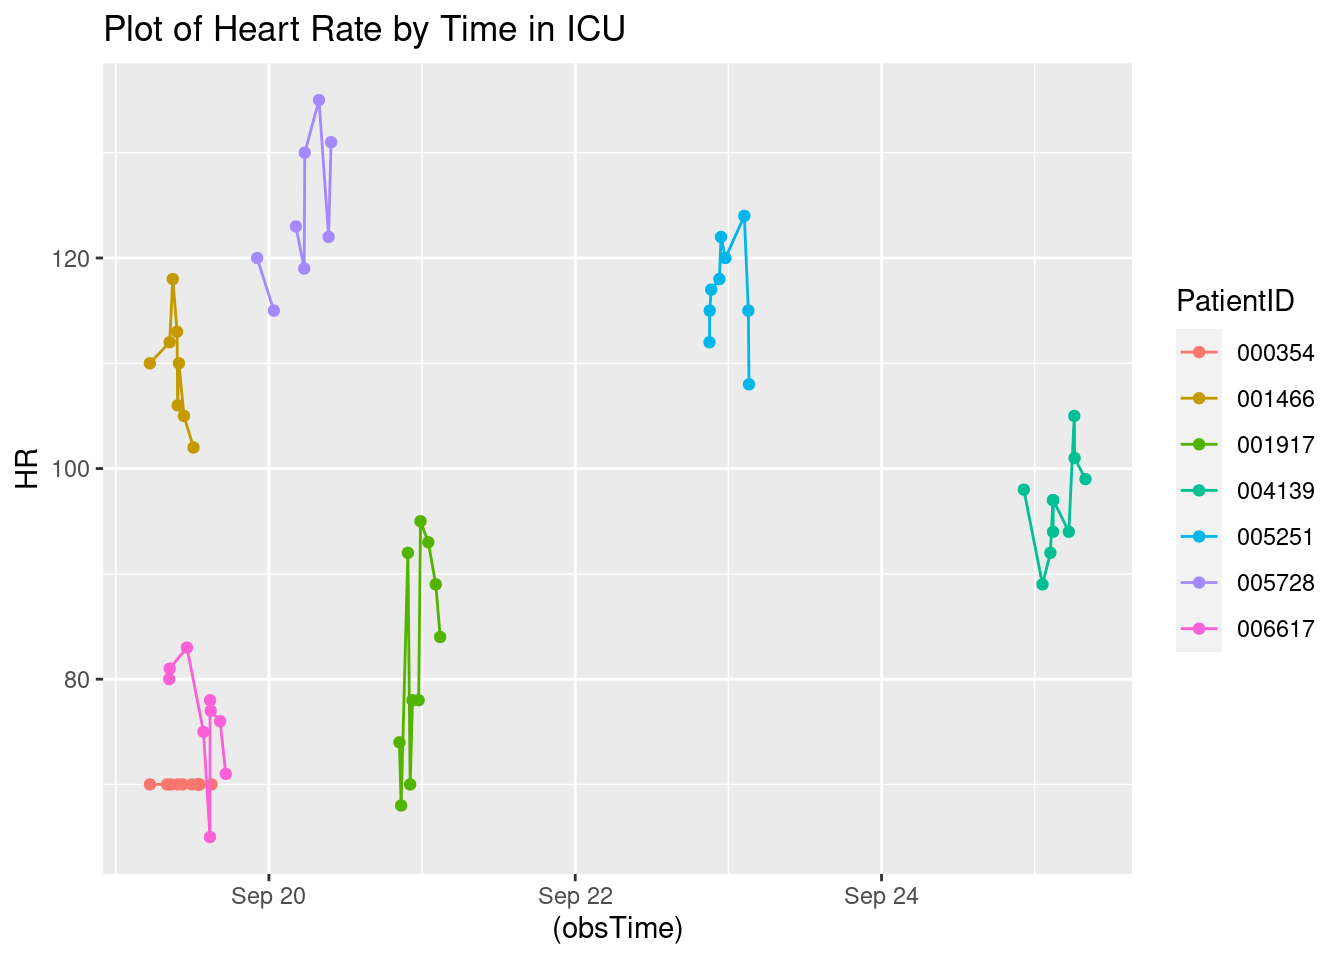 Plot of Heart Rate by Time in ICU
HR
120
100
80
Sep 20
Sep 22
Sep 24
(obsTime)
PatientID
000354
001466
001917
004139
005251
005728
006617